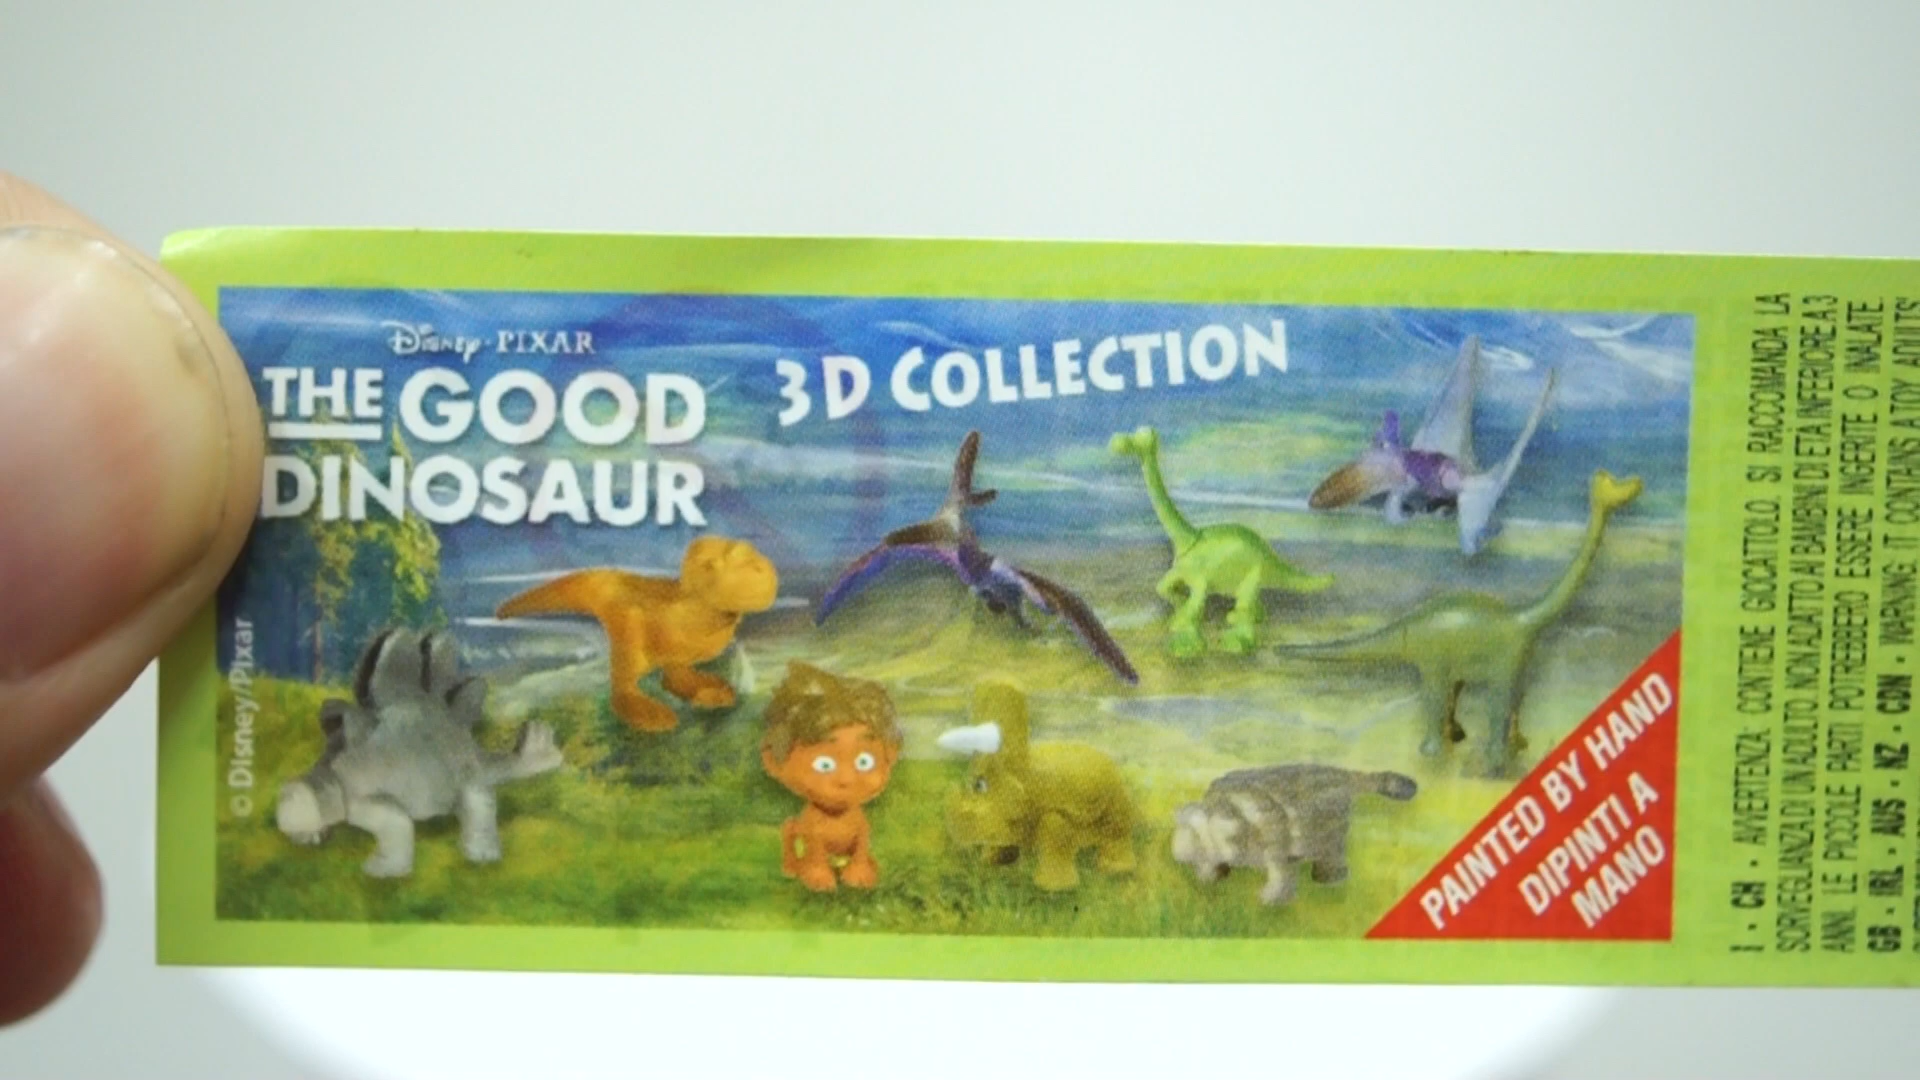 Disney·PIXAR
THE GOOD
DINOSAUR
3D COLLECTION
© Disney/Pixar
PAINTED BY HAND
DIPINTI A
MANO
I - CH - AVVERTENZA. CONTIENE GIOCATTOLO. SI RACCOMANDA LA
SORVEGLIANZA DI UN ADULTO. NON ADATTO AI BAMBINI DI ETÀ INFERIORE A 3
ANNI. LE PICCOLE PARTI POTREBBERO ESSERE INGERITE O INALATE.
GB - IRL - AUS - NZ - CDN - WARNING. IT CONTAINS A TOY. ADULTS'